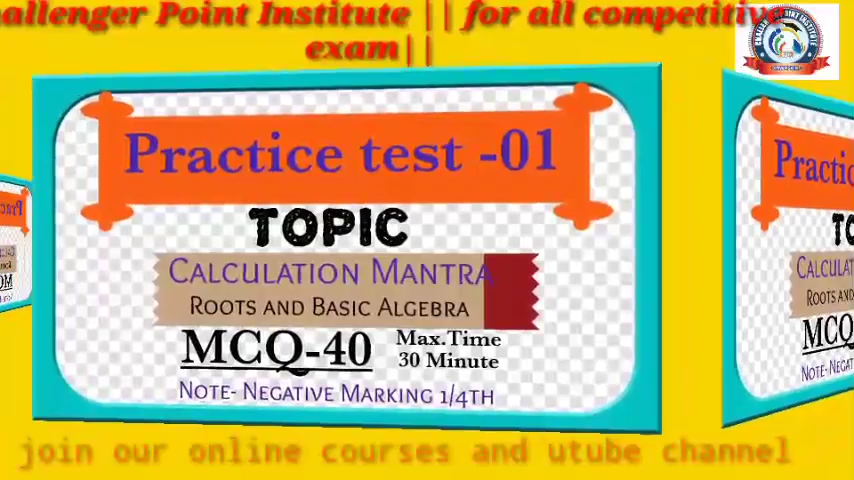 allenger Point Institute || for all competitiv
exam||
Practice test -01
TOPIC
Calculation Mantra
Roots and Basic Algebra
MCQ-40
Max.Time
30 Minute
Note- Negative Marking 1/4th
join our online courses and utube channel